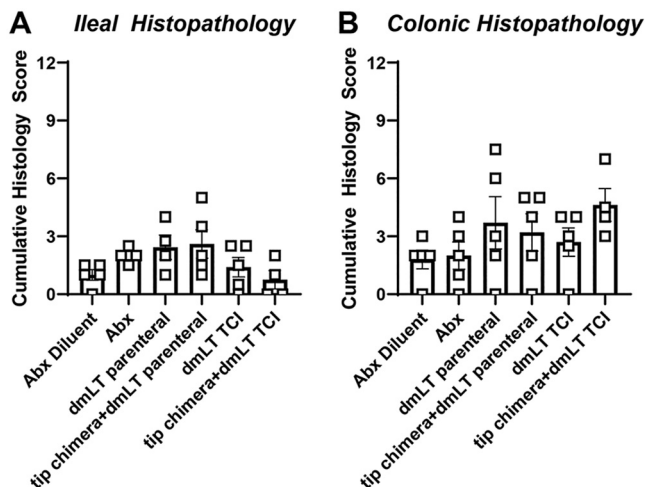 A Ileal Histopathology
Cumulative Histology Score
12
9
6
3
0
Abx Diluent
Abx
dmLT parenteral
tip chimera+dmLT parenteral
dmLT TCI
tip chimera+dmLT TCI
B Colonic Histopathology
Cumulative Histology Score
12
9
6
3
0
Abx Diluent
Abx
dmLT parenteral
tip chimera+dmLT parenteral
dmLT TCI
tip chimera+dmLT TCI